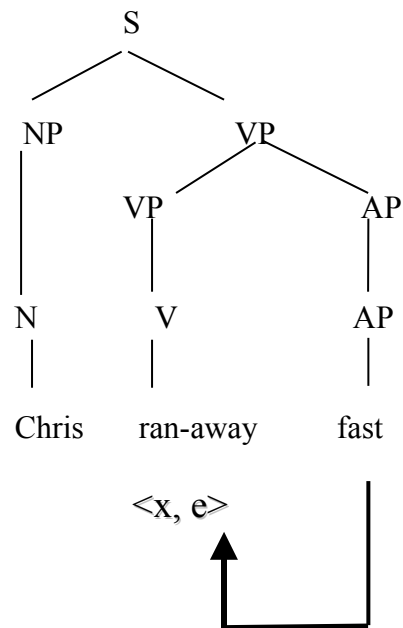 S
NP VP
VP AP
N V AP
Chris ran-away fast
<x, e>